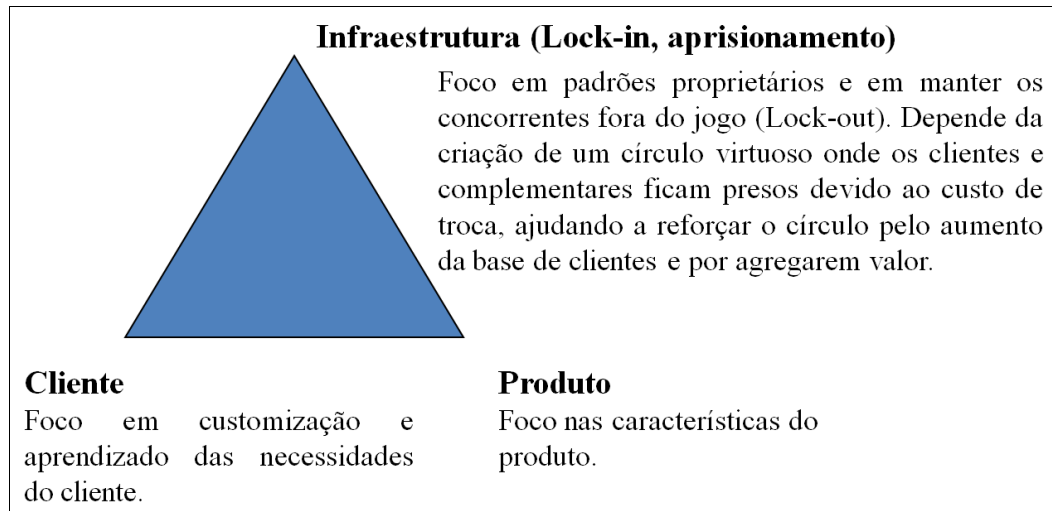 Infraestrutura (Lock-in, aprisionamento)
Foco em padrões proprietários e em manter os
concorrentes fora do jogo (Lock-out). Depende da
criação de um círculo virtuoso onde os clientes e
complementares ficam presos devido ao custo de
troca, ajudando a reforçar o círculo pelo aumento
da base de clientes e por agregarem valor.
Cliente
Foco em customização e
aprendizado das necessidades
do cliente.
Produto
Foco nas características do
produto.